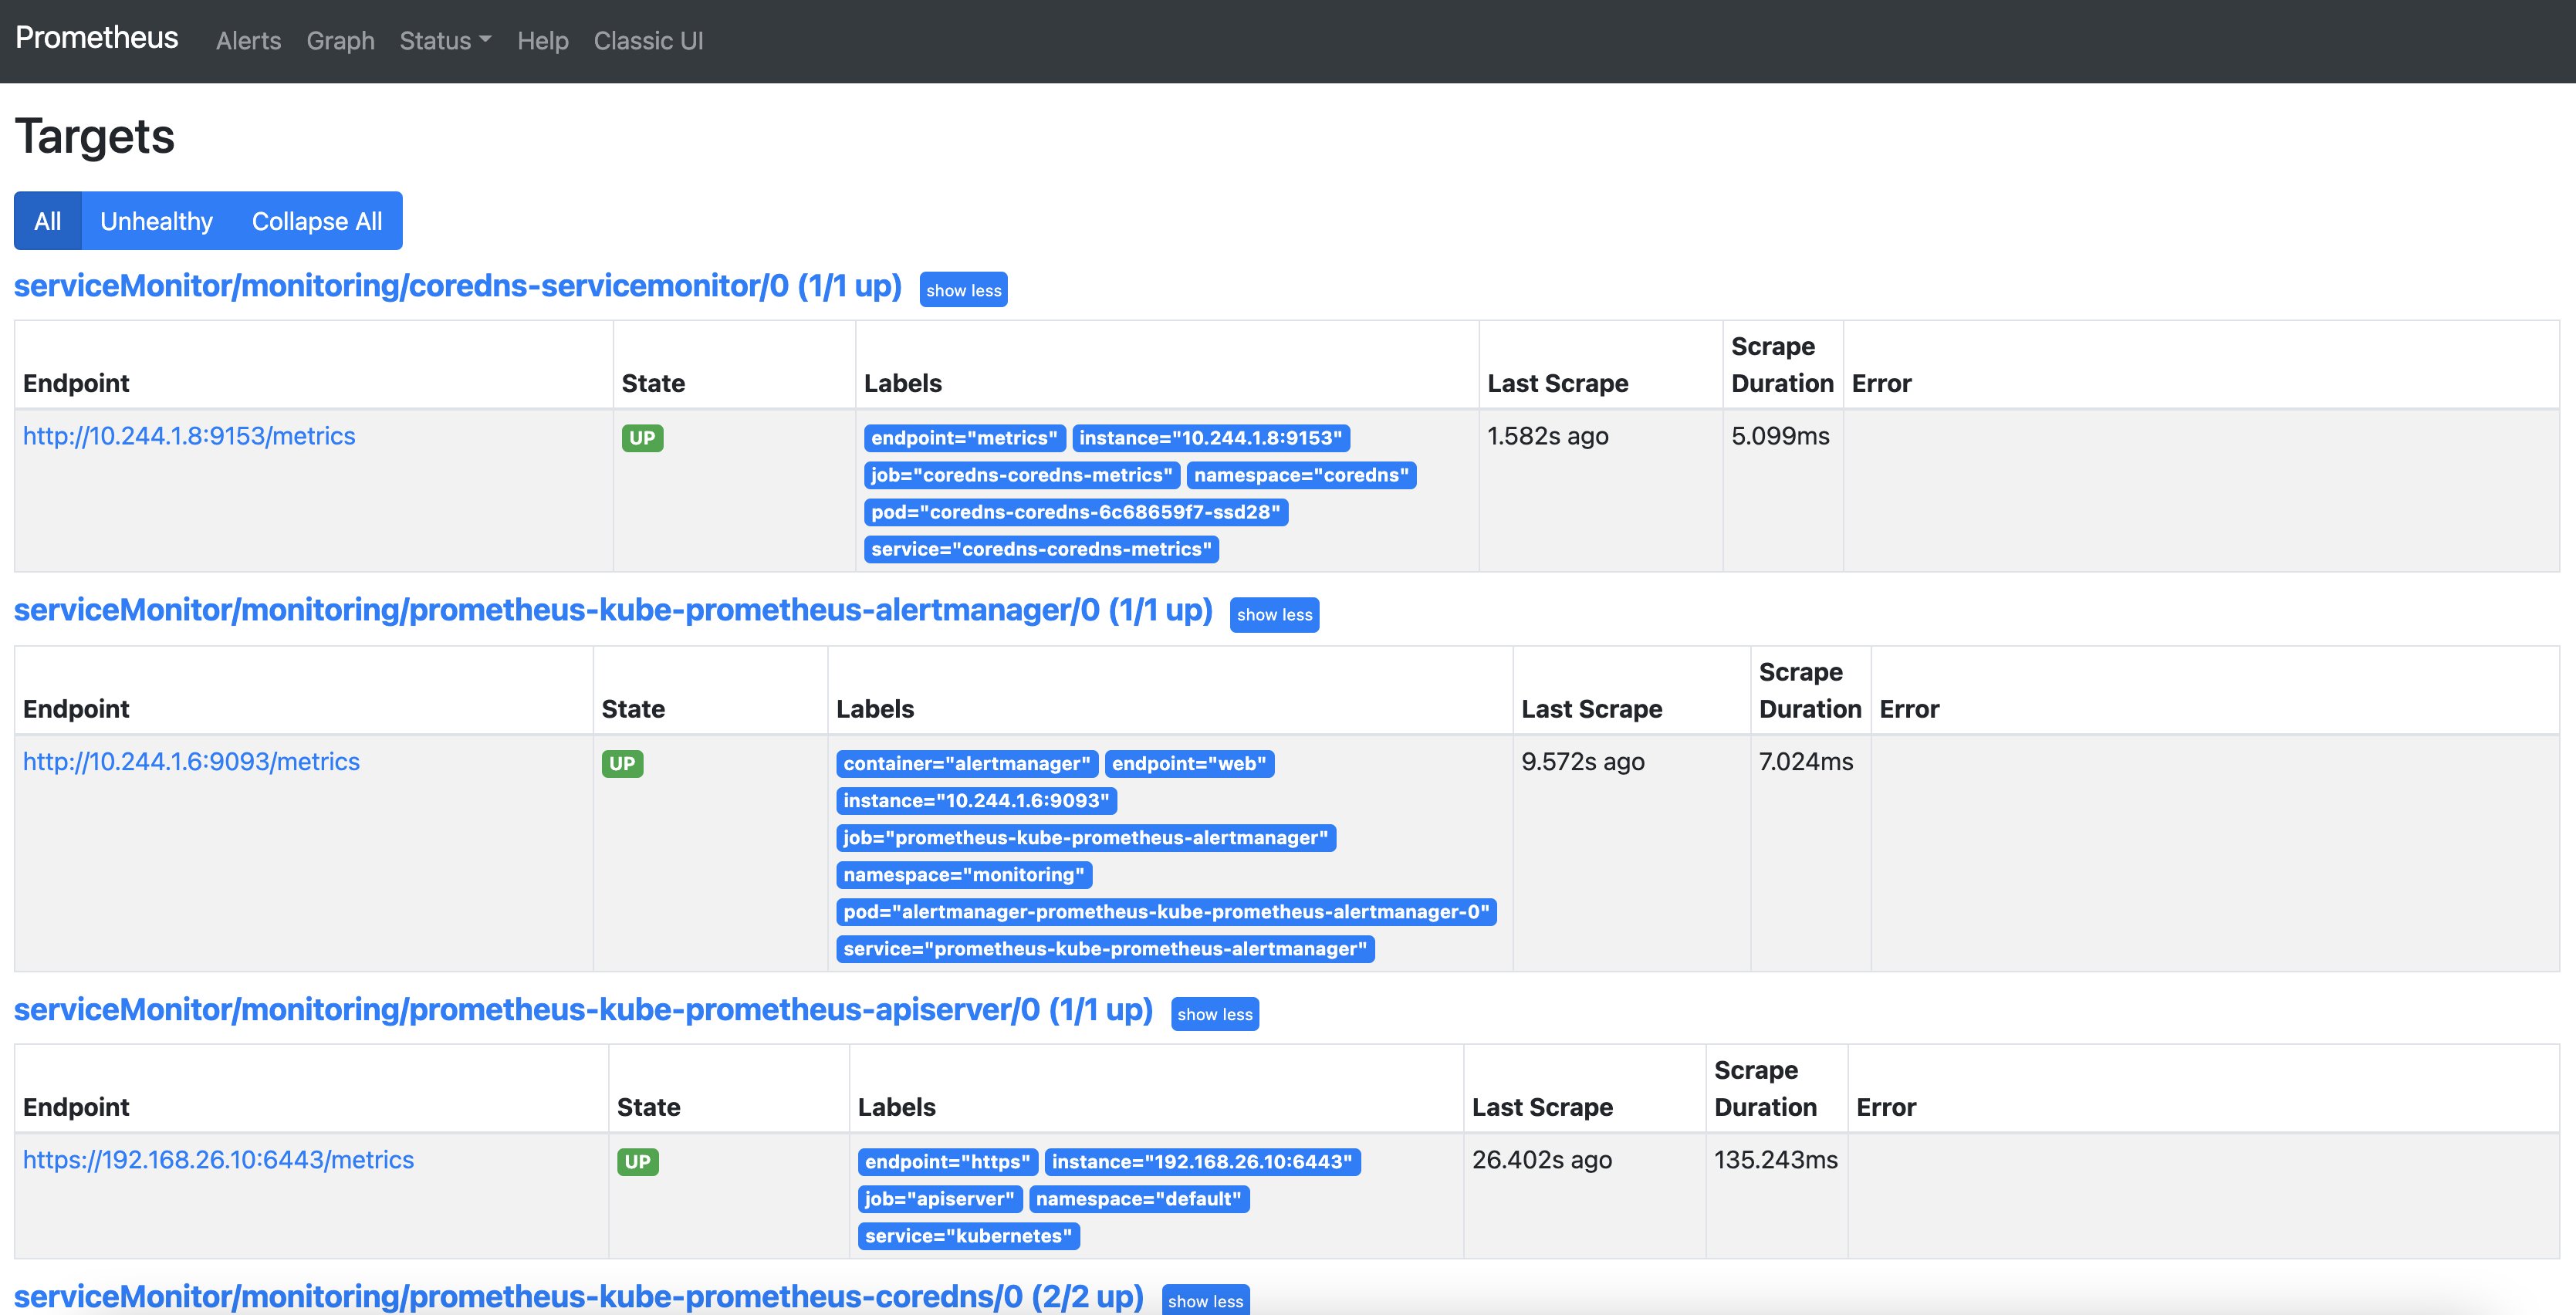 Prometheus Alerts Graph Status Help Classic UI
Targets
All Unhealthy Collapse All
serviceMonitor/monitoring/coredns-servicemonitor/0 (1/1 up) show less
Endpoint State Labels Last Scrape Scrape Duration Error
http://10.244.1.8:9153/metrics UP endpoint="metrics" instance="10.244.1.8:9153" 1.582s ago 5.099ms
job="coredns-coredns-metrics" namespace="coredns"
pod="coredns-coredns-6c68659f7-ssd28"
service="coredns-coredns-metrics"
serviceMonitor/monitoring/prometheus-kube-prometheus-alertmanager/0 (1/1 up) show less
Endpoint State Labels Last Scrape Scrape Duration Error
http://10.244.1.6:9093/metrics UP container="alertmanager" endpoint="web" 9.572s ago 7.024ms
instance="10.244.1.6:9093"
job="prometheus-kube-prometheus-alertmanager"
namespace="monitoring"
pod="alertmanager-prometheus-kube-prometheus-alertmanager-0"
service="prometheus-kube-prometheus-alertmanager"
serviceMonitor/monitoring/prometheus-kube-prometheus-apiserver/0 (1/1 up) show less
Endpoint State Labels Last Scrape Scrape Duration Error
https://192.168.26.10:6443/metrics UP endpoint="https" instance="192.168.26.10:6443" 26.402s ago 135.243ms
job="apiserver" namespace="default"
service="kubernetes"
serviceMonitor/monitoring/prometheus-kube-prometheus-coredns/0 (2/2 up) show less